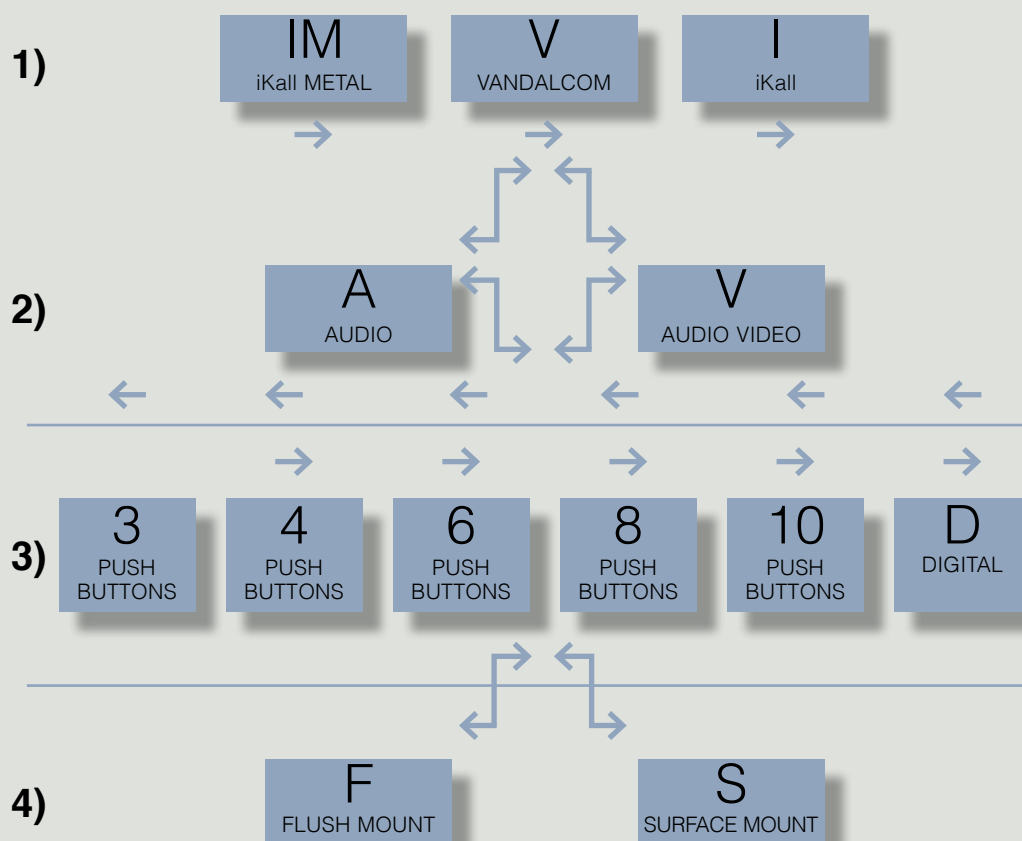 1)
IM
iKall METAL
V
VANDALCOM
I
iKall
2)
A
AUDIO
V
AUDIO VIDEO
3)
3
PUSH
BUTTONS
4
PUSH
BUTTONS
6
PUSH
BUTTONS
8
PUSH
BUTTONS
10
PUSH
BUTTONS
D
DIGITAL
4)
F
FLUSH MOUNT
S
SURFACE MOUNT